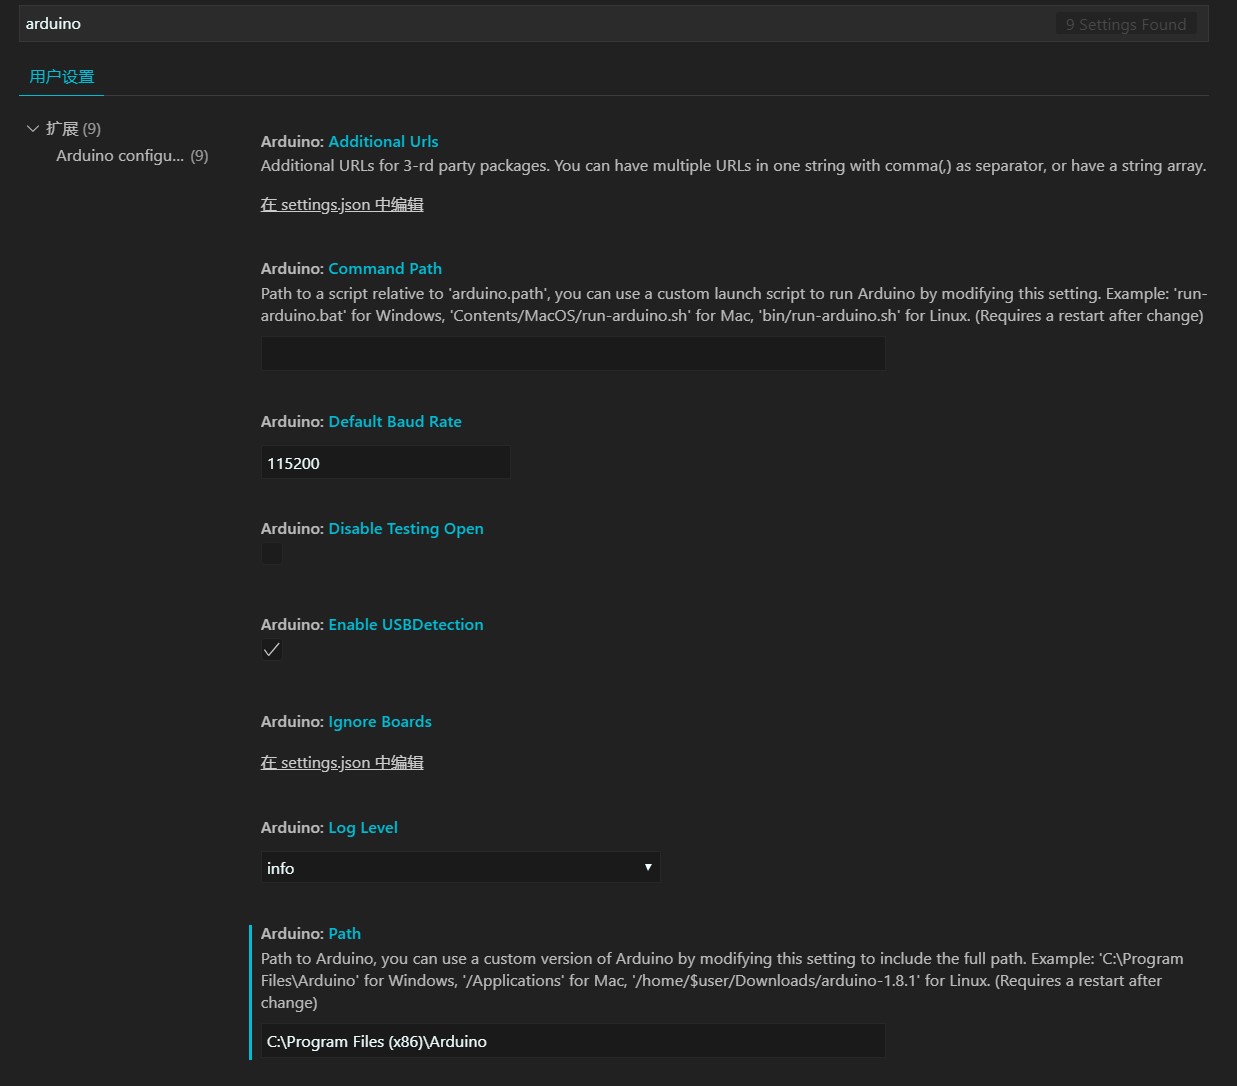 arduino
9 Settings Found
用户设置
扩展 (9)
Arduino configu... (9)
Arduino: Additional Urls
Additional URLs for 3-rd party packages. You can have multiple URLs in one string with comma(,) as separator, or have a string array.
在 settings.json 中编辑
Arduino: Command Path
Path to a script relative to 'arduino.path', you can use a custom launch script to run Arduino by modifying this setting. Example: 'run-
arduino.bat' for Windows, 'Contents/MacOS/run-arduino.sh' for Mac, 'bin/run-arduino.sh' for Linux. (Requires a restart after change)
Arduino: Default Baud Rate
115200
Arduino: Disable Testing Open
Arduino: Enable USBDetection
Arduino: Ignore Boards
在 settings.json 中编辑
Arduino: Log Level
info
Arduino: Path
Path to Arduino, you can use a custom version of Arduino by modifying this setting to include the full path. Example: 'C:\Program
Files\Arduino' for Windows, '/Applications' for Mac, '/home/$user/Downloads/arduino-1.8.1' for Linux. (Requires a restart after
change)
C:\Program Files (x86)\Arduino